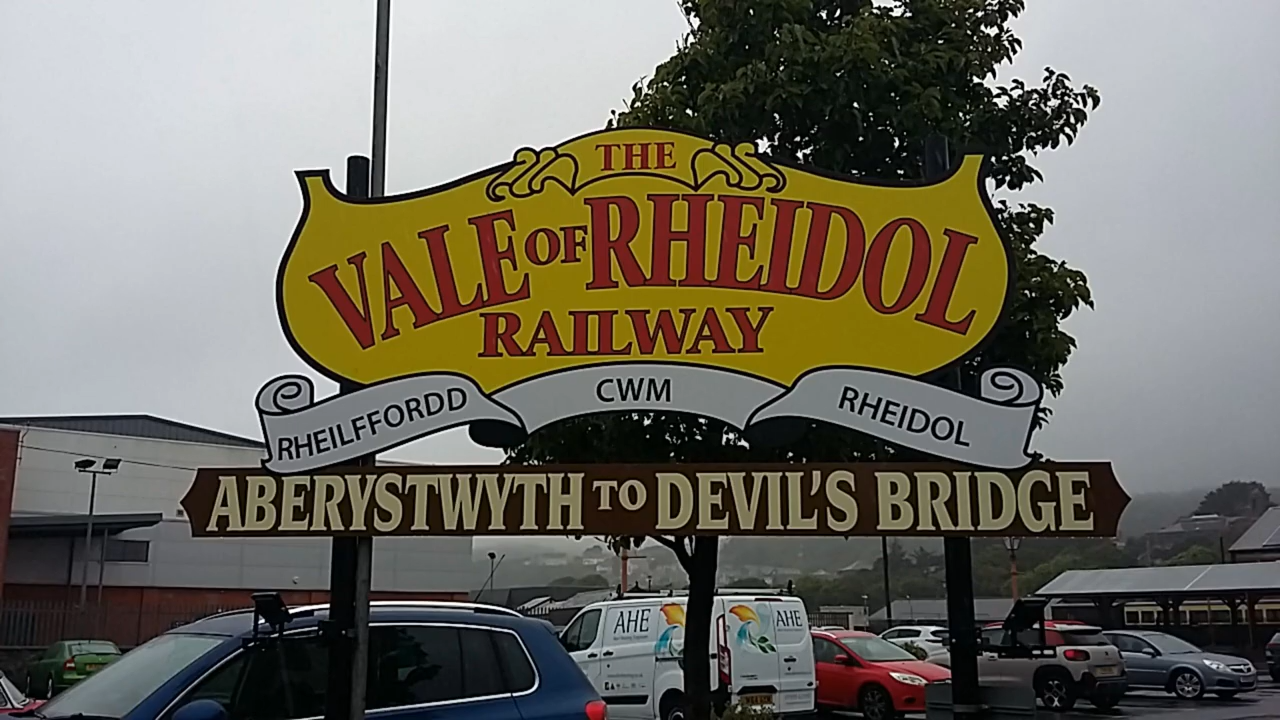 THE
VALE OF RHEIDOL
RAILWAY
RHEILFFORDD CWM RHEIDOL
ABERYSTWYTH TO DEVIL'S BRIDGE
AHE AHE